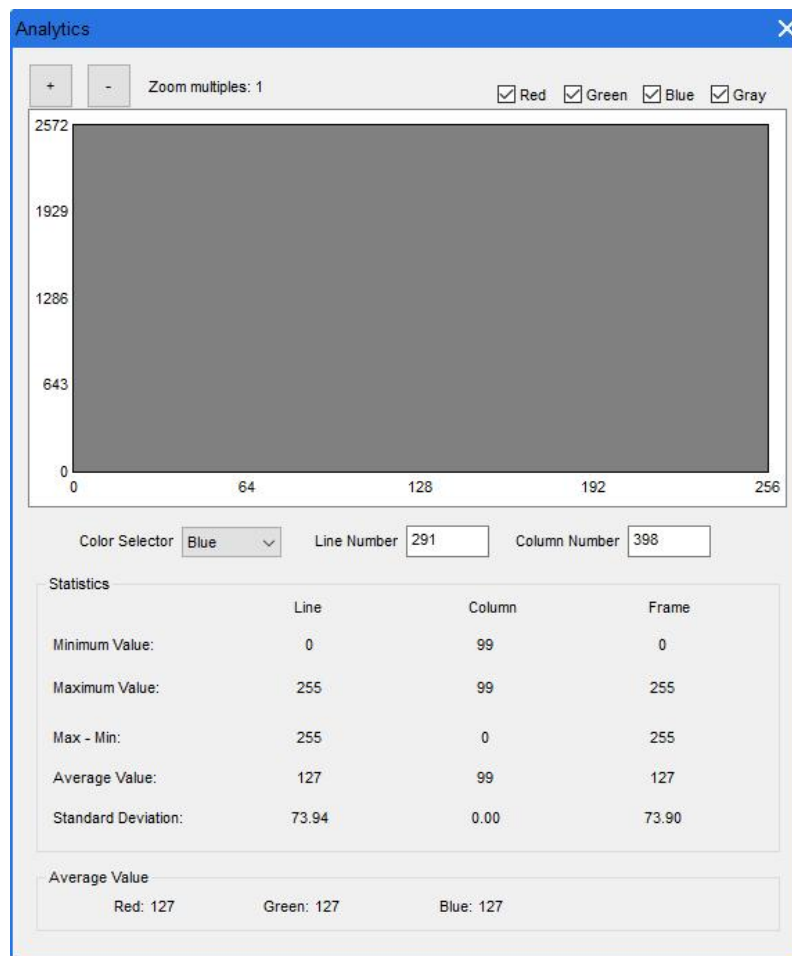 Analytics
+ - Zoom multiples: 1 Red Green Blue Gray
2572
1929
1286
643
0
0 64 128 192 256
Color Selector Blue Line Number 291 Column Number 398
Statistics
Line Column Frame
Minimum Value: 0 99 0
Maximum Value: 255 99 255
Max - Min: 255 0 255
Average Value: 127 99 127
Standard Deviation: 73.94 0.00 73.90
Average Value
Red: 127 Green: 127 Blue: 127